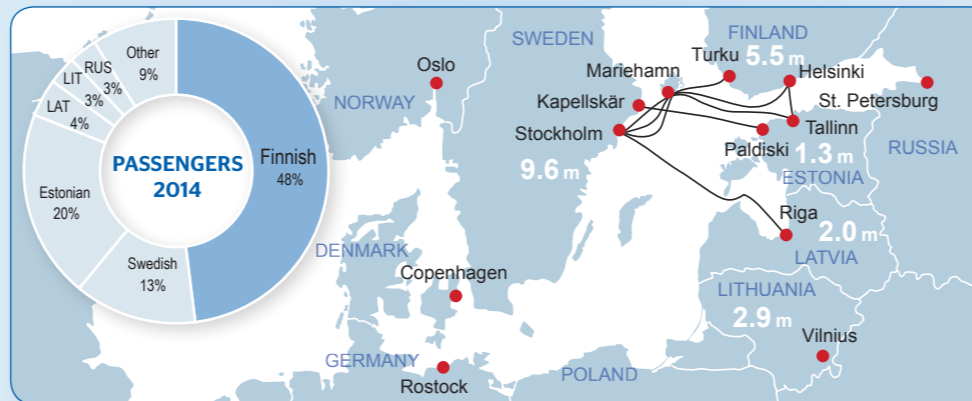 PASSENGERS
2014
Finnish
48%
Swedish
13%
Estonian
20%
LAT
4%
LIT
3%
RUS
3%
Other
9%
SWEDEN
9.6 m
FINLAND
5.5 m
NORWAY
Oslo
Turku
Mariehamn
Helsinki
Kapellskär
St. Petersburg
Stockholm
Tallinn
Paldiski
1.3 m
ESTONIA
RUSSIA
Riga
2.0 m
LATVIA
DENMARK
Copenhagen
LITHUANIA
2.9 m
Vilnius
GERMANY
Rostock
POLAND